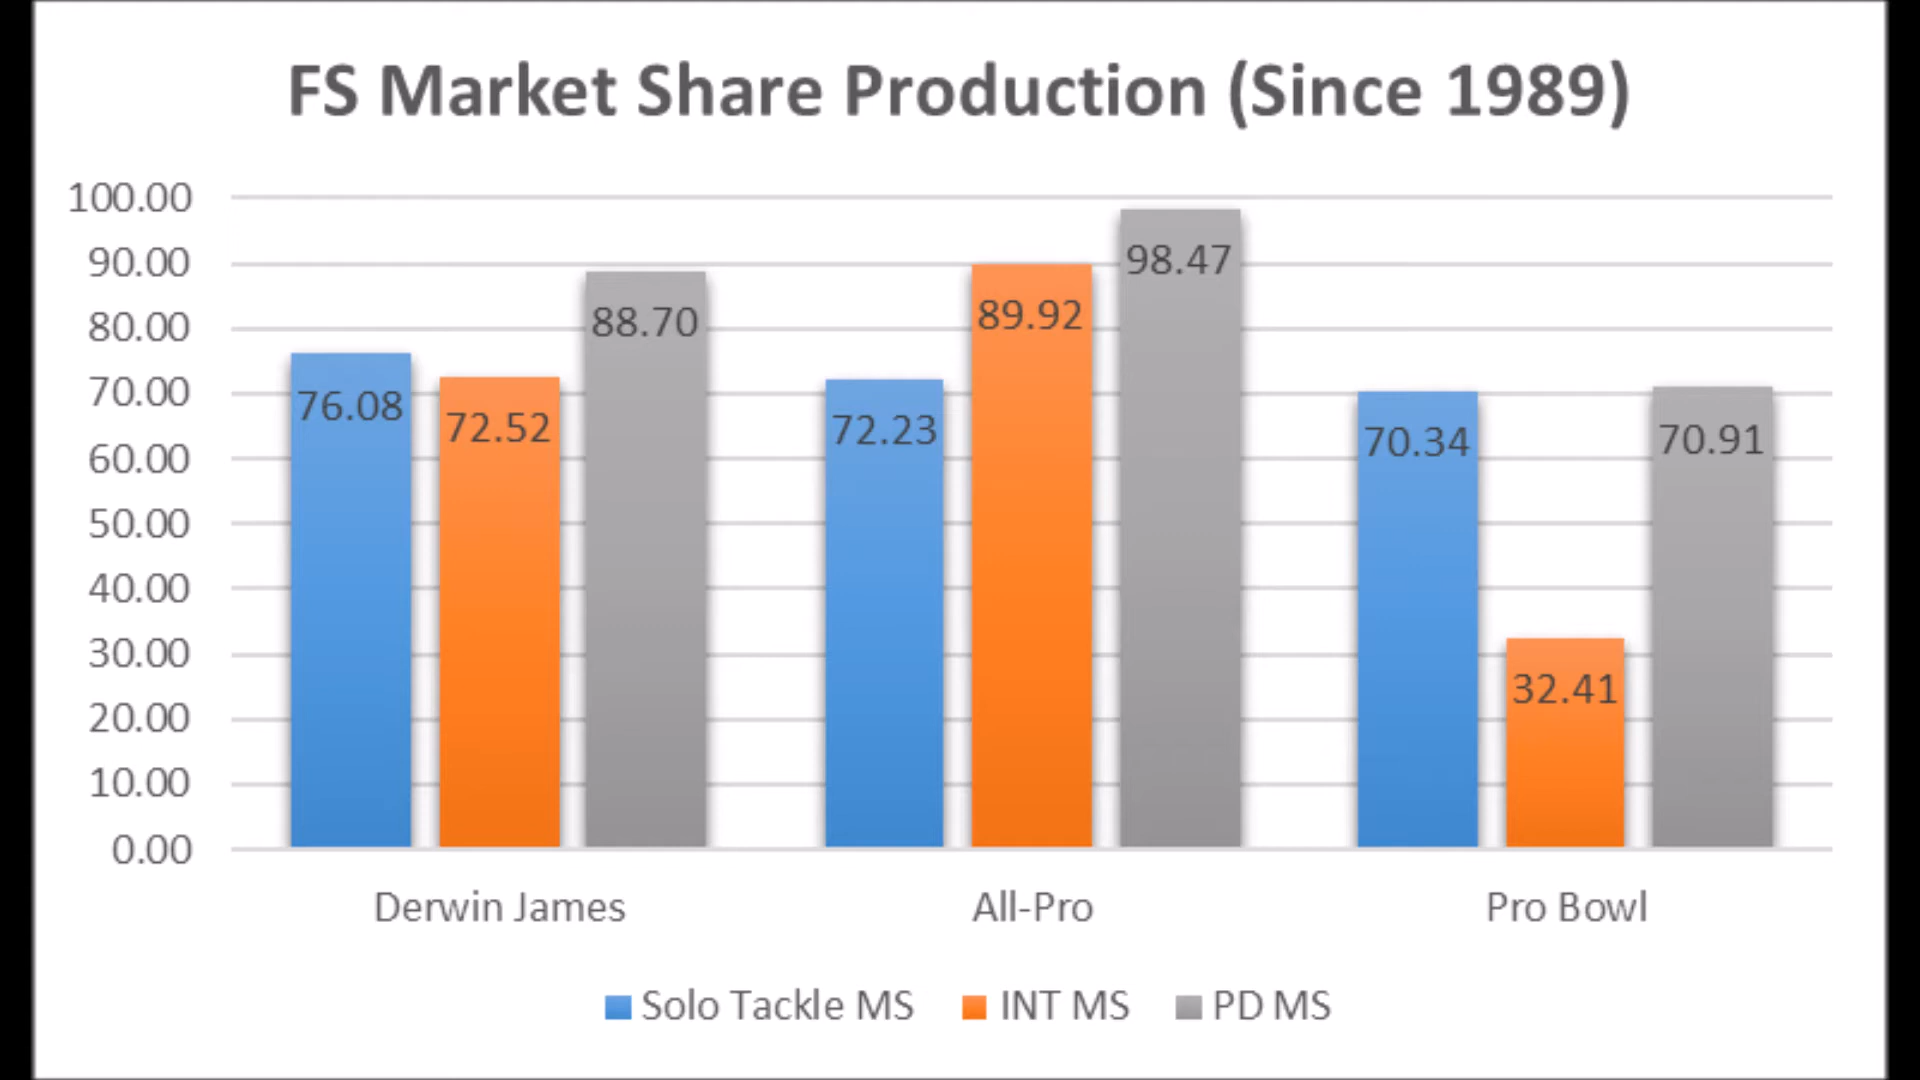 FS Market Share Production (Since 1989)
100.00
90.00
80.00
70.00
60.00
50.00
40.00
30.00
20.00
10.00
0.00
76.08
72.52
88.70
72.23
89.92
98.47
70.34
32.41
70.91
Derwin James
All-Pro
Pro Bowl
Solo Tackle MS
INT MS
PD MS